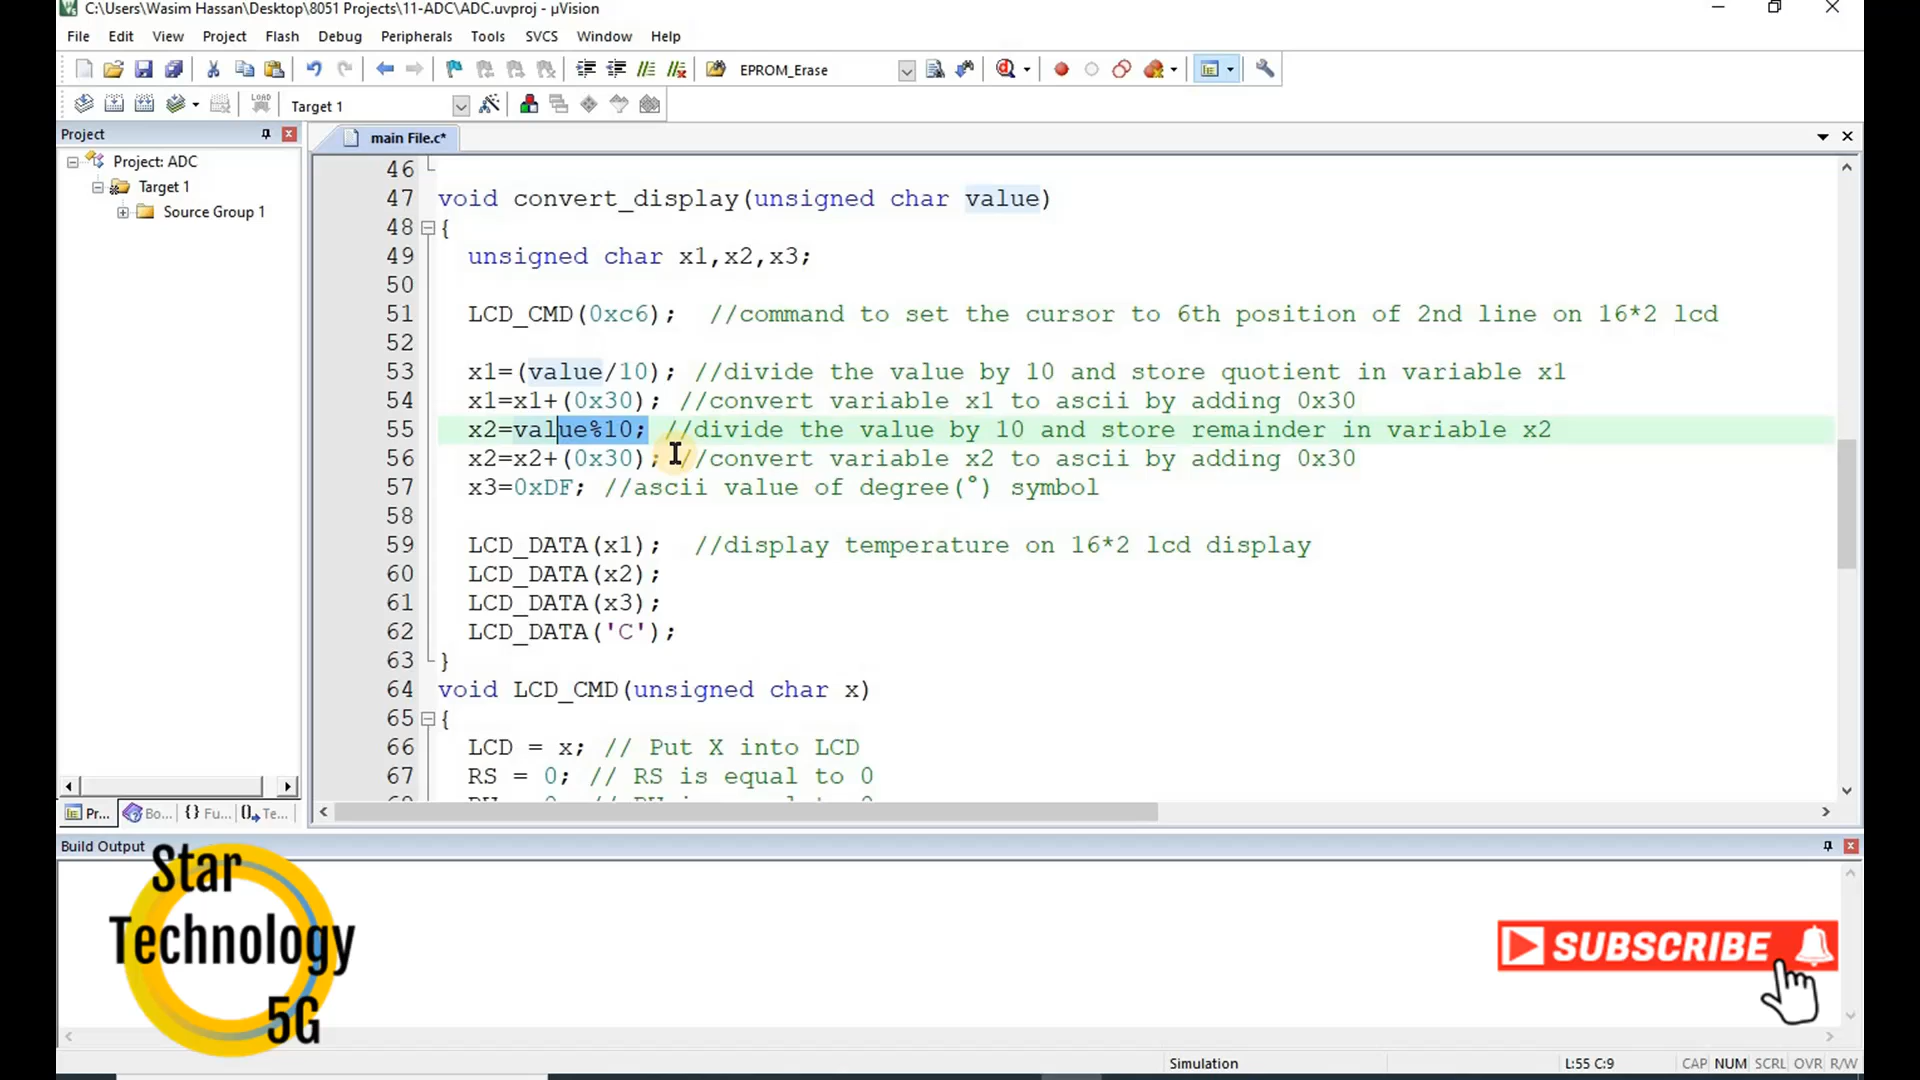 C:\Users\Wasim Hassan\Desktop\8051 Projects\11-ADC\ADC.uvproj - µVision
File Edit View Project Flash Debug Peripherals Tools SVCS Window Help
EPROM_Erase
LOAD
Target 1
Project
main File.c*
Project: ADC
Target 1
Source Group 1
46
47 void convert_display(unsigned char value)
48 {
49 unsigned char x1,x2,x3;
50
51 LCD_CMD(0xc6); //command to set the cursor to 6th position of 2nd line on 16*2 lcd
52
53 x1=(value/10); //divide the value by 10 and store quotient in variable x1
54 x1=x1+(0x30); //convert variable x1 to ascii by adding 0x30
55 x2=value%10; //divide the value by 10 and store remainder in variable x2
56 x2=x2+(0x30); //convert variable x2 to ascii by adding 0x30
57 x3=0xDF; //ascii value of degree(°) symbol
58
59 LCD_DATA(x1); //display temperature on 16*2 lcd display
60 LCD_DATA(x2);
61 LCD_DATA(x3);
62 LCD_DATA('C');
63 }
64 void LCD_CMD(unsigned char x)
65 {
66 LCD = x; // Put X into LCD
67 RS = 0; // RS is equal to 0
Pr... Bo... {} Fu... Te...
Build Output
Star
Technology
5G
SUBSCRIBE
Simulation L:55 C:9 CAP NUM SCRL OVR R/W